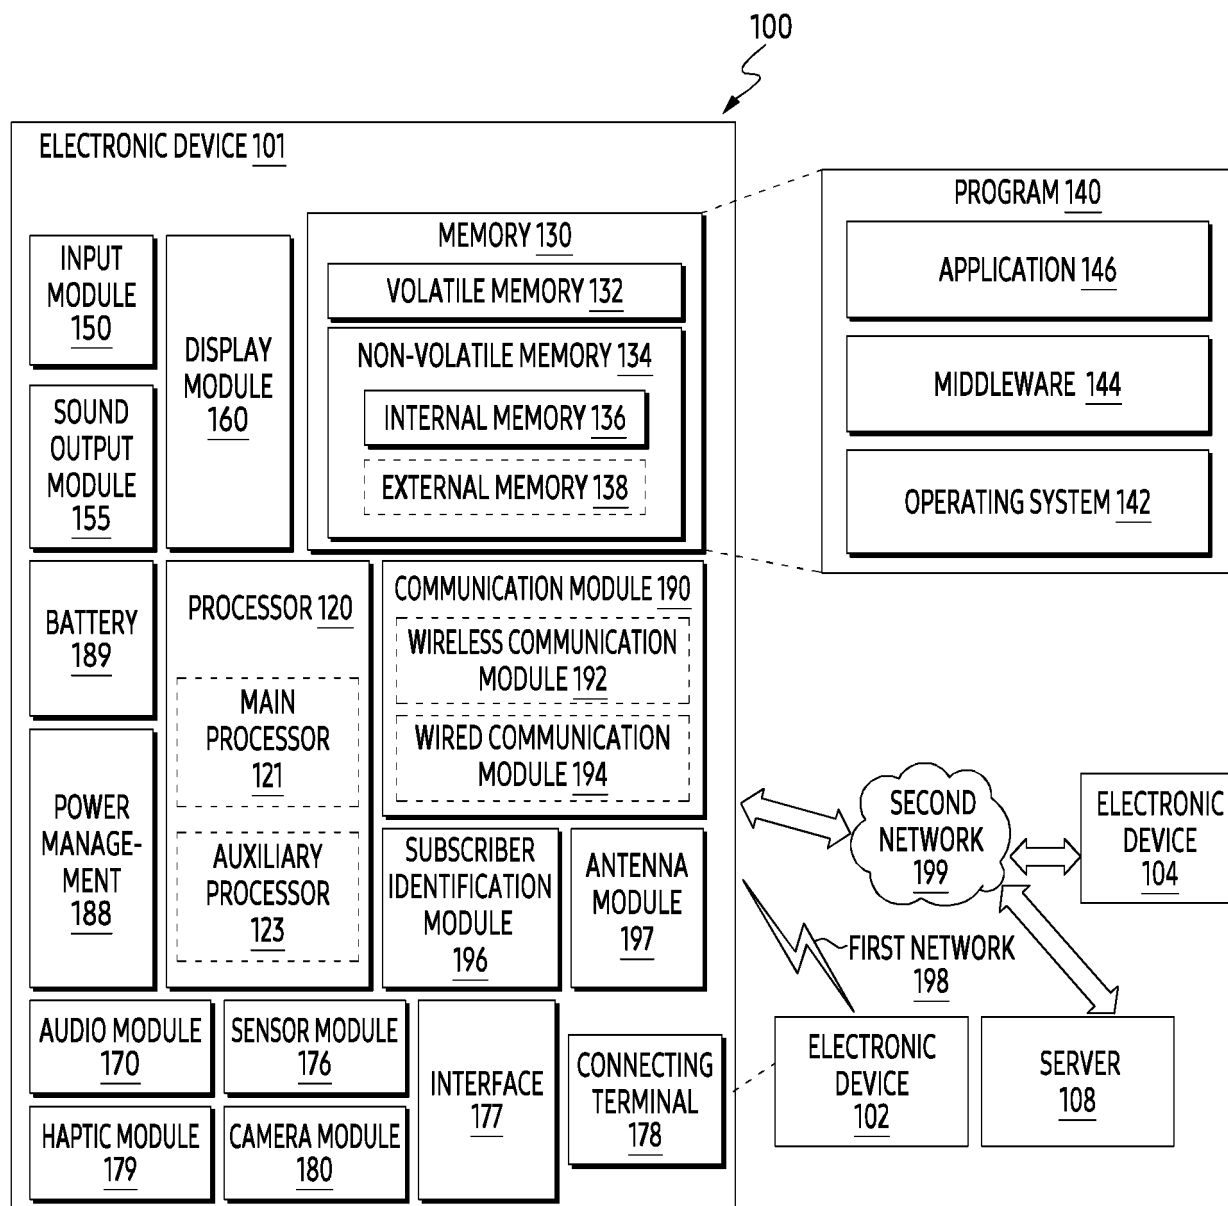 100
ELECTRONIC DEVICE 101
INPUT
MODULE
150
SOUND
OUTPUT
MODULE
155
DISPLAY
MODULE
160
MEMORY 130
VOLATILE MEMORY 132
NON-VOLATILE MEMORY 134
INTERNAL MEMORY 136
EXTERNAL MEMORY 138
PROGRAM 140
APPLICATION 146
MIDDLEWARE 144
OPERATING SYSTEM 142
BATTERY
189
POWER
MANAGE-
MENT
188
PROCESSOR 120
MAIN
PROCESSOR
121
AUXILIARY
PROCESSOR
123
COMMUNICATION MODULE 190
WIRELESS COMMUNICATION
MODULE 192
WIRED COMMUNICATION
MODULE 194
SUBSCRIBER
IDENTIFICATION
MODULE
196
ANTENNA
MODULE
197
SECOND
NETWORK
199
ELECTRONIC
DEVICE
104
FIRST NETWORK
198
AUDIO MODULE
170
SENSOR MODULE
176
INTERFACE
177
CONNECTING
TERMINAL
178
ELECTRONIC
DEVICE
102
SERVER
108
HAPTIC MODULE
179
CAMERA MODULE
180